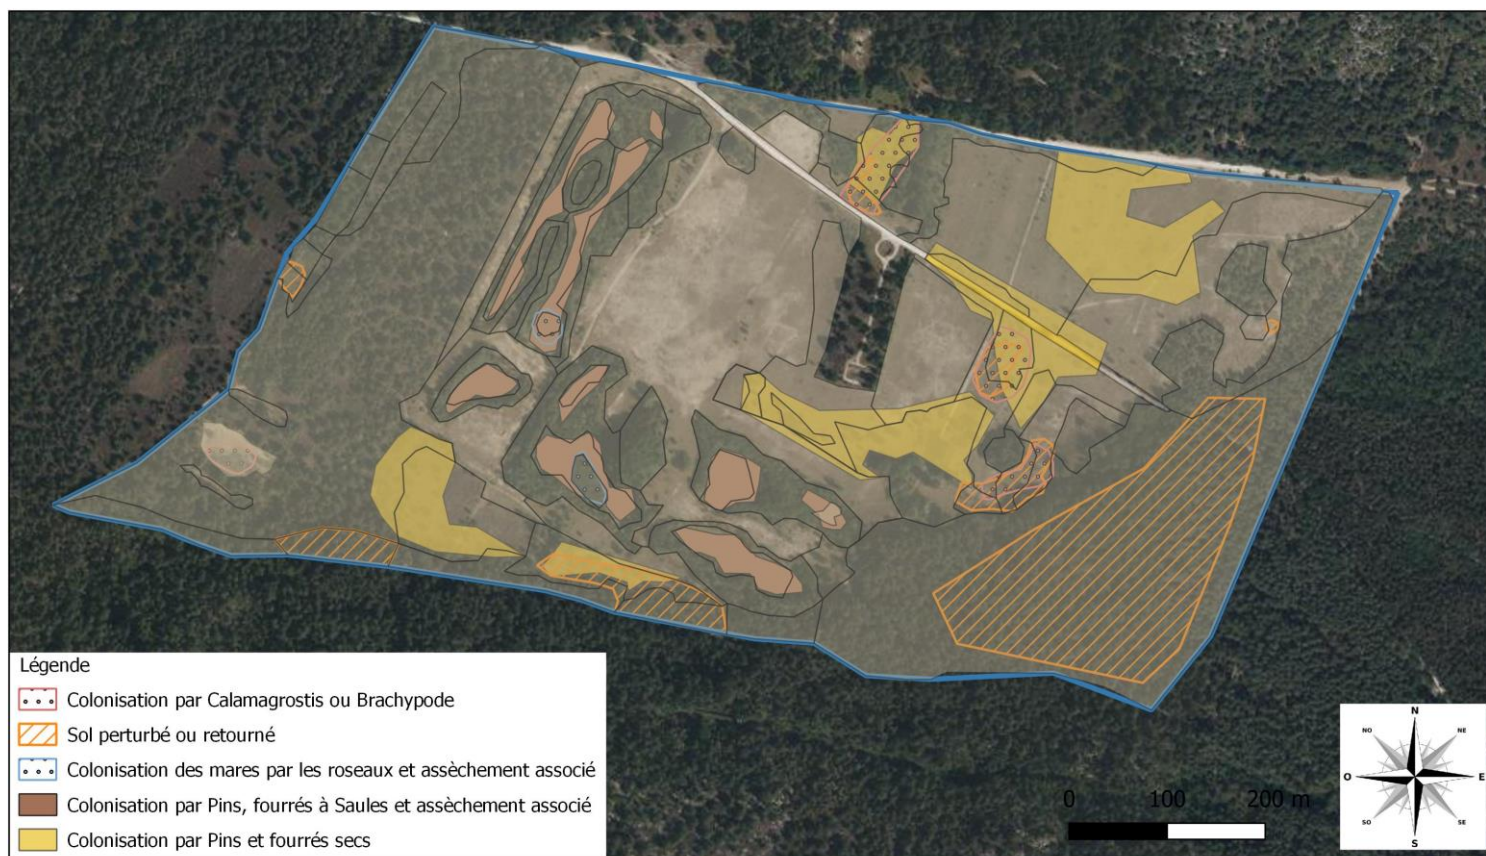 Légende
Colonisation par Calamagrostis ou Brachypode
Sol perturbé ou retourné
Colonisation des mares par les roseaux et assèchement associé
Colonisation par Pins, fourrés à Saules et assèchement associé
Colonisation par Pins et fourrés secs
0 100 200 m
N
NO NE
O E
SO SE
S